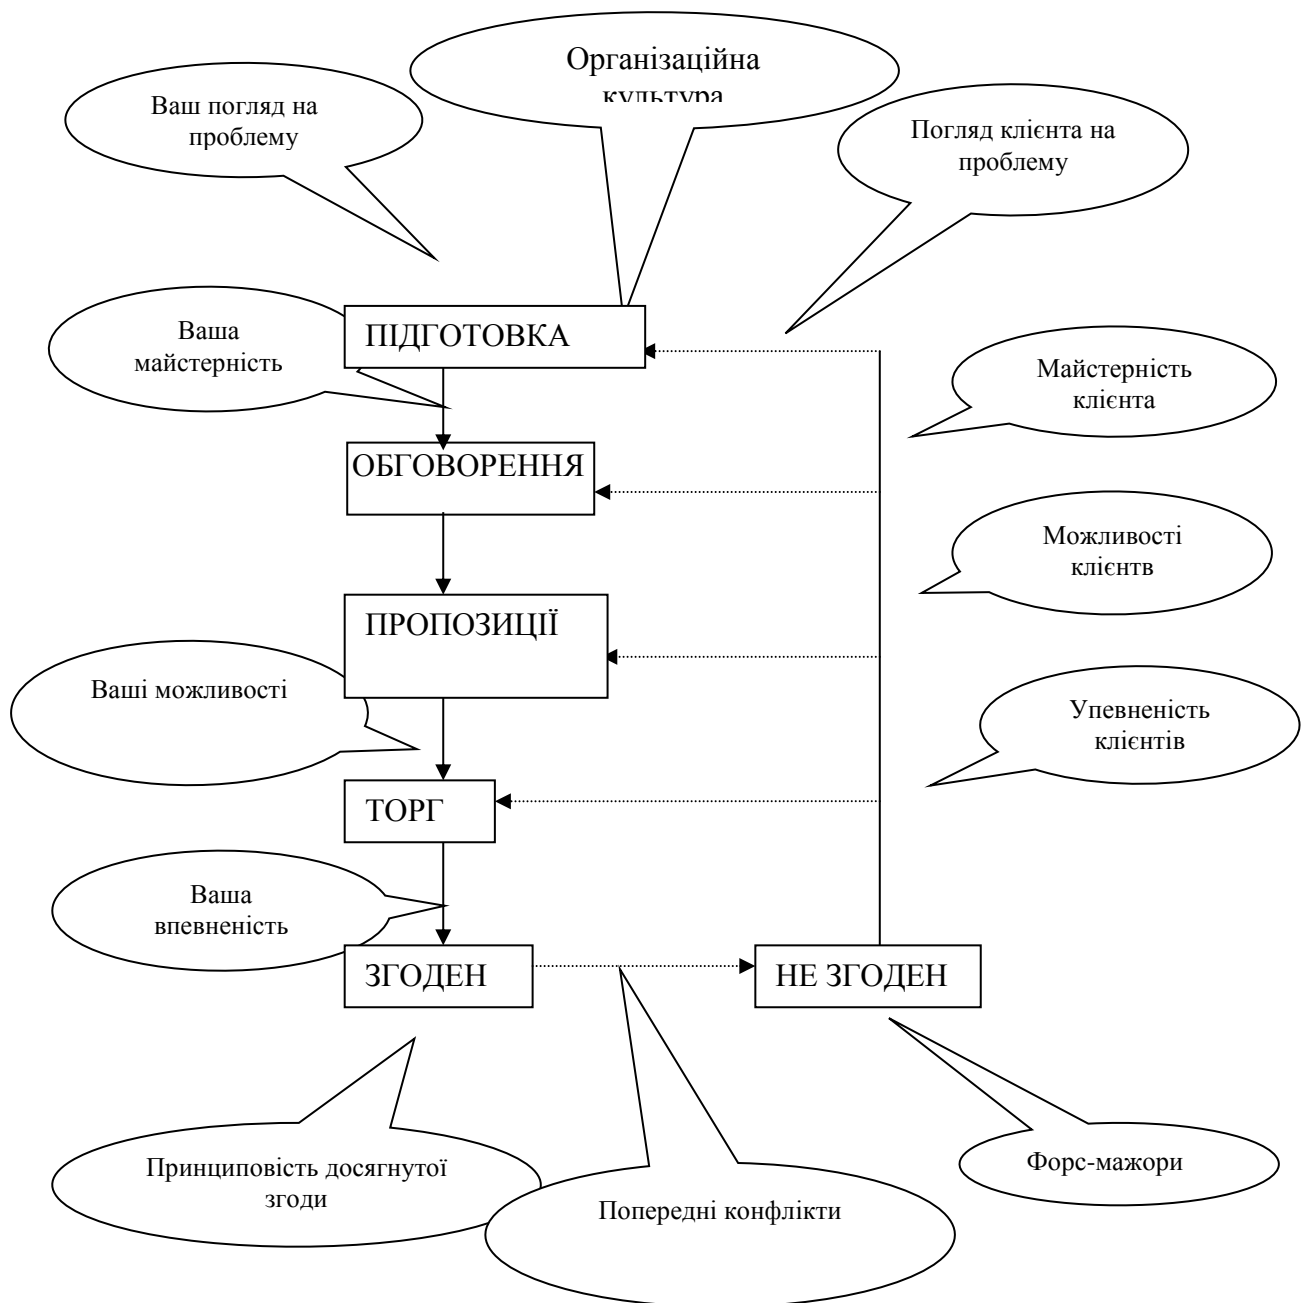 Організаційна
культура
Ваш погляд на
проблему
Погляд клієнта на
проблему
Ваша
майстерність
ПІДГОТОВКА
Майстерність
клієнта
ОБГОВОРЕННЯ
Можливості
клієнтв
ПРОПОЗИЦІЇ
Ваші можливості
Упевненість
клієнтів
ТОРГ
Ваша
впевненість
ЗГОДЕН
НЕ ЗГОДЕН
Принциповість досягнутої
згоди
Попередні конфлікти
Форс-мажори